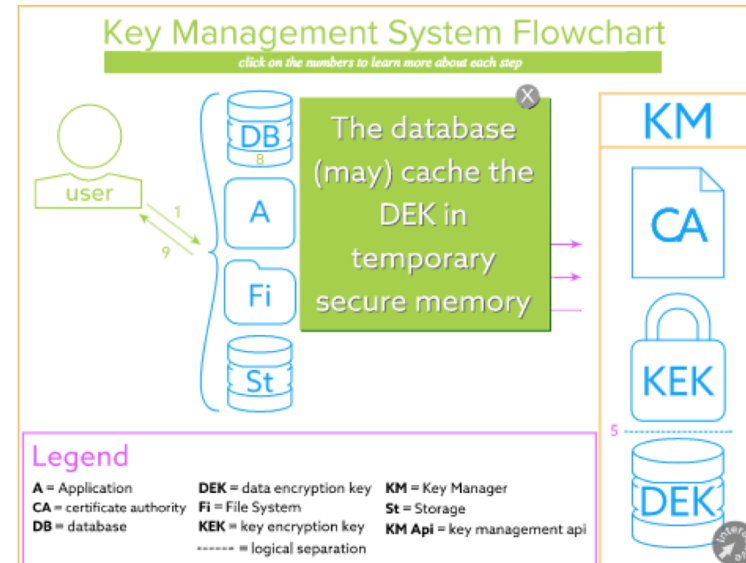 Key Management System Flowchart
click on the numbers to learn more about each step
X
The database
(may) cache the
DEK in
temporary
secure memory
user
1
9
DB
8
A
Fi
St
KM
CA
KEK
5
DEK
Legend
A = Application
CA = certificate authority
DB = database
DEK = data encryption key
Fi = File System
KEK = key encryption key
------ = logical separation
KM = Key Manager
St = Storage
KM Api = key management api